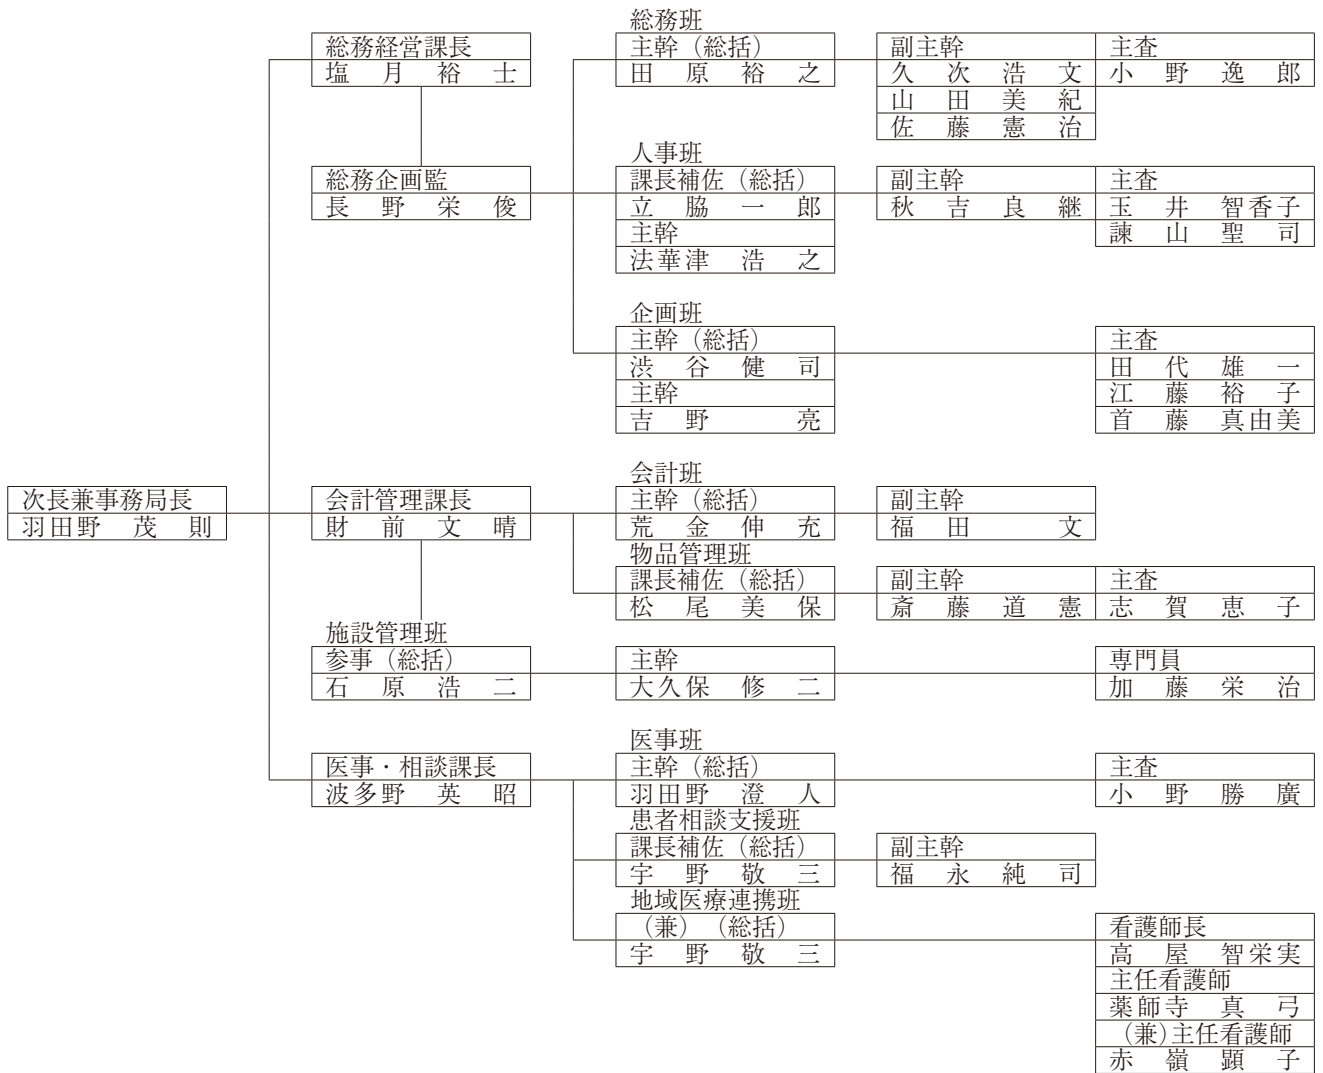 次長兼事務局長
羽田野 茂 則
総務経営課長
塩 月 裕 士
総務企画監
長 野 栄 俊
総務班
主幹（総括）
田 原 裕 之
副主幹
久 次 浩 文
山 田 美 紀
佐 藤 憲 治
主査
小 野 逸 郎
人事班
課長補佐（総括）
立 脇 一 郎
主幹
法華津 浩 之
副主幹
秋 吉 良 継
主査
玉 井 智香子
諫 山 聖 司
企画班
主幹（総括）
渋 谷 健 司
主幹
吉 野 亮
主査
田 代 雄 一
江 藤 裕 子
首 藤 真由美
会計管理課長
財 前 文 晴
会計班
主幹（総括）
荒 金 伸 充
副主幹
福 田 文
物品管理班
課長補佐（総括）
松 尾 美 保
副主幹
斎 藤 道 憲
主査
志 賀 恵 子
施設管理班
参事（総括）
石 原 浩 二
主幹
大久保 修 二
専門員
加 藤 栄 治
医事・相談課長
波多野 英 昭
医事班
主幹（総括）
羽田野 澄 人
主査
小 野 勝 廣
患者相談支援班
課長補佐（総括）
宇 野 敬 三
副主幹
福 永 純 司
地域医療連携班
（兼）（総括）
宇 野 敬 三
看護師長
高 屋 智栄実
主任看護師
薬師寺 真 弓
（兼）主任看護師
赤 嶺 顕 子